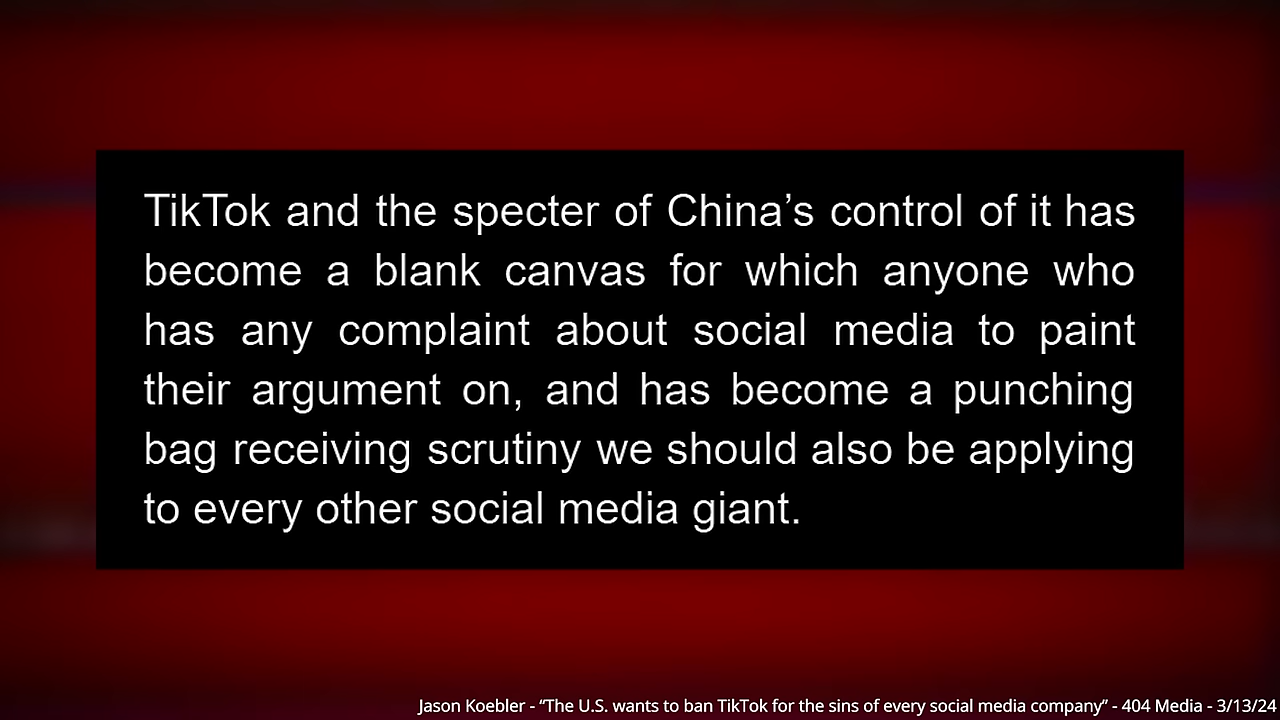 TikTok and the specter of China’s control of it has
become a blank canvas for which anyone who
has any complaint about social media to paint
their argument on, and has become a punching
bag receiving scrutiny we should also be applying
to every other social media giant.
Jason Koebler - “The U.S. wants to ban TikTok for the sins of every social media company” - 404 Media - 3/13/24